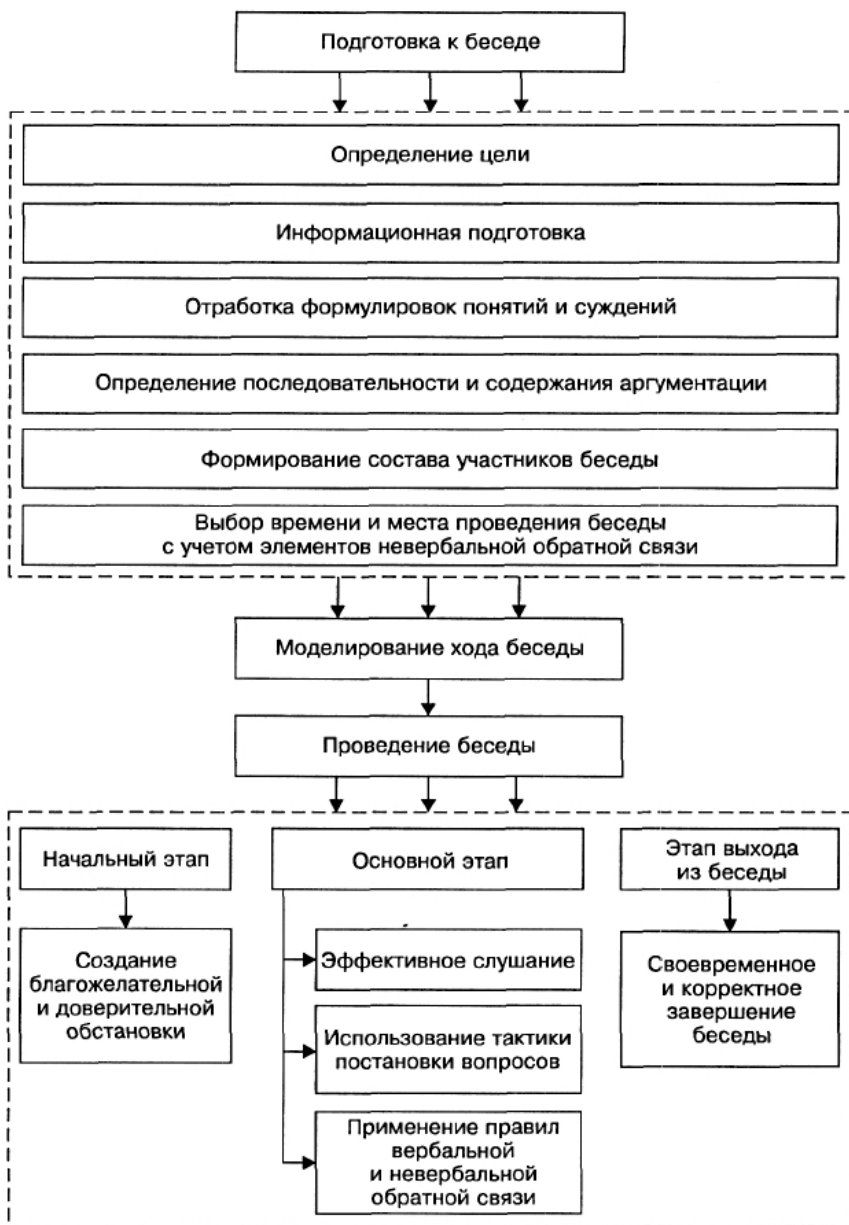 Подготовка к беседе
Определение цели
Информационная подготовка
Отработка формулировок понятий и суждений
Определение последовательности и содержания аргументации
Формирование состава участников беседы
Выбор времени и места проведения беседы
с учетом элементов невербальной обратной связи
Моделирование хода беседы
Проведение беседы
Начальный этап
Создание
благожелательной
и доверительной
обстановки
Основной этап
Эффективное слушание
Использование тактики
постановки вопросов
Применение правил
вербальной
и невербальной
обратной связи
Этап выхода
из беседы
Своевременное
и корректное
завершение
беседы